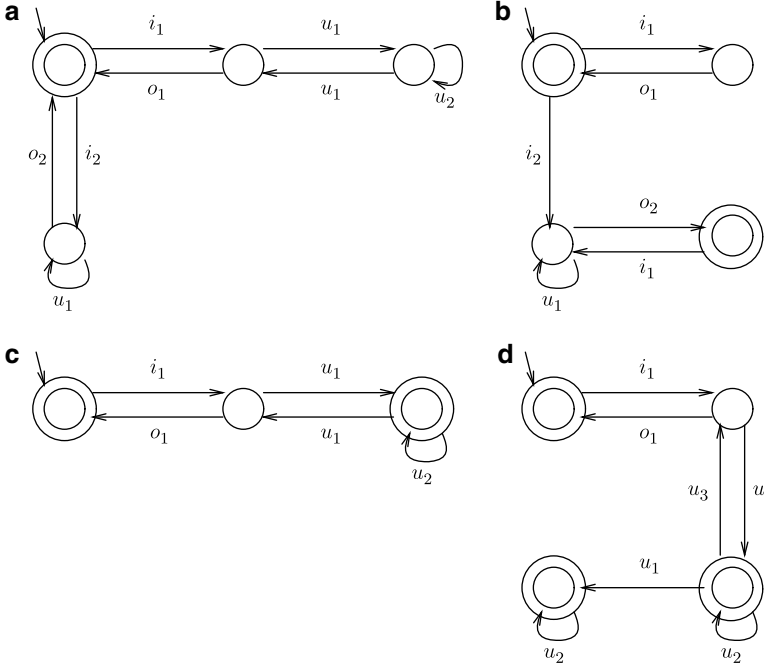 a
i₁
u₁
o₁
u₁
u₂
o₂
i₂
u₁
b
i₁
o₁
i₂
o₂
i₁
u₁
c
i₁
u₁
o₁
u₁
u₂
d
i₁
o₁
u₃
u
u₁
u₂
u₂